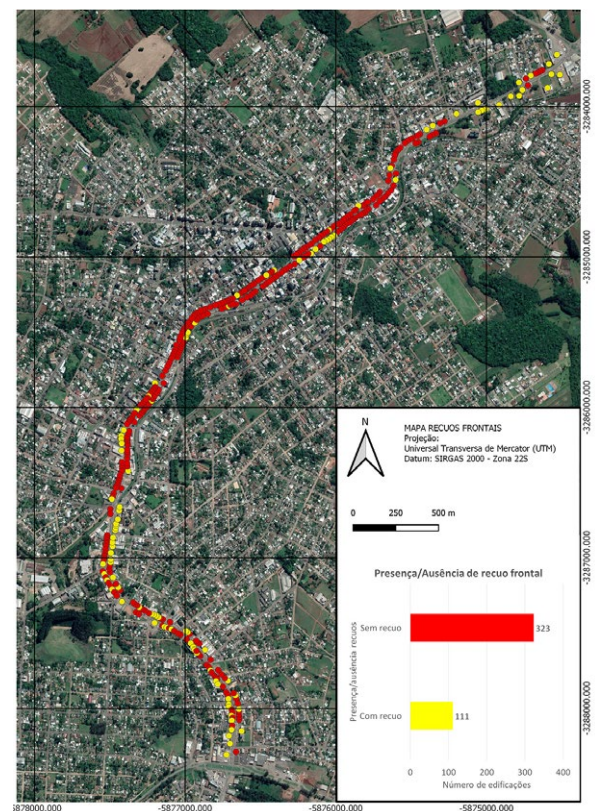 -3284000.000
-3285000.000
-3286000.000
-3287000.000
-3288000.000
N
MAPA RECUOS FRONTAIS
Projeção:
Universal Transversa de Mercator (UTM)
Datum: SIRGAS 2000 - Zona 22S
0 250 500 m
Presença/Ausência de recuo frontal
Presença/ausência recuos
Sem recuo 323
Com recuo 111
0 100 200 300 400
Número de edificações
5878000.000 -5877000.000 -5876000.000 -5875000.000